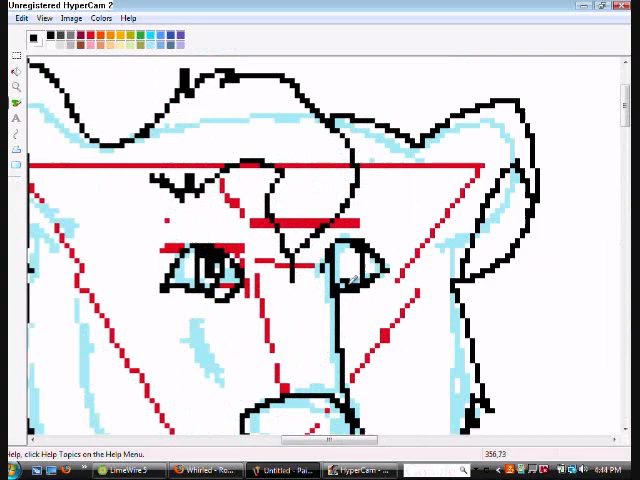 Unregistered HyperCam 2
Edit View Image Colors Help
A
For Help, click Help Topics on the Help Menu.
356,73
LimeWire 5
Whirled - Ro...
Untitled - Pai...
HyperCam - ...
4:44 PM